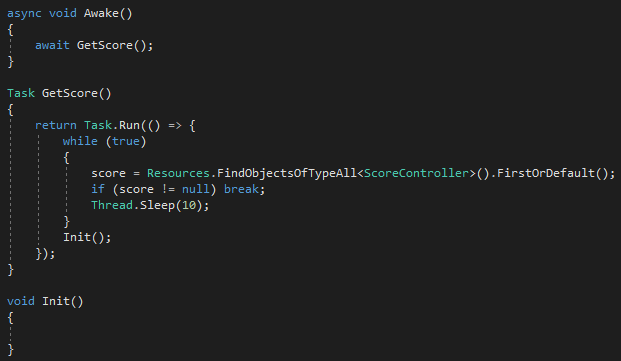 async void Awake()
{
    await GetScore();
}

Task GetScore()
{
    return Task.Run(() => {
        while (true)
        {
            score = Resources.FindObjectsOfTypeAll<ScoreController>().FirstOrDefault();
            if (score != null) break;
            Thread.Sleep(10);
        }
        Init();
    });
}

void Init()
{

}